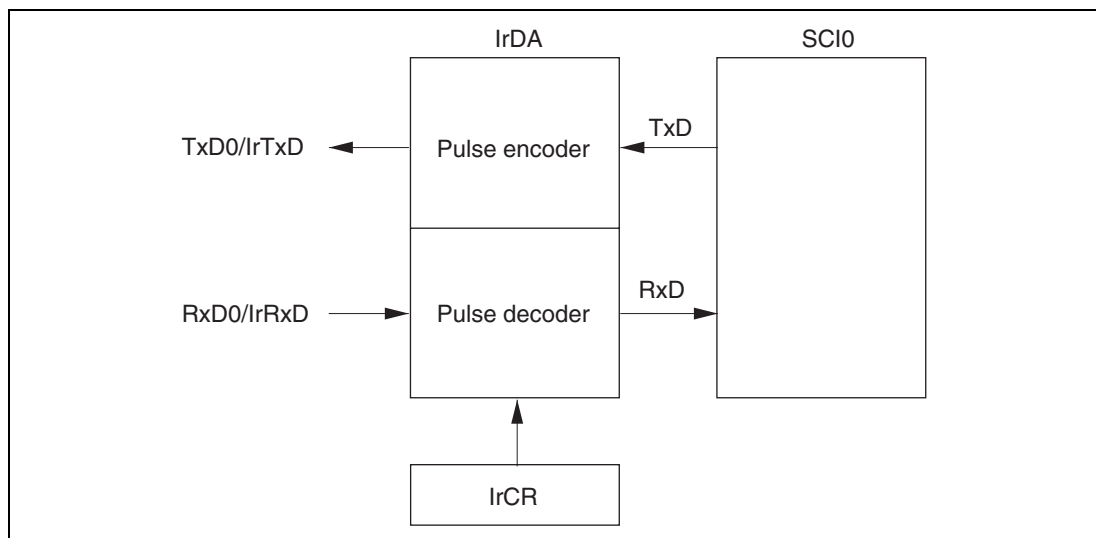 IrDA
SCI0
TxD0/IrTxD
Pulse encoder
TxD
RxD0/IrRxD
Pulse decoder
RxD
IrCR